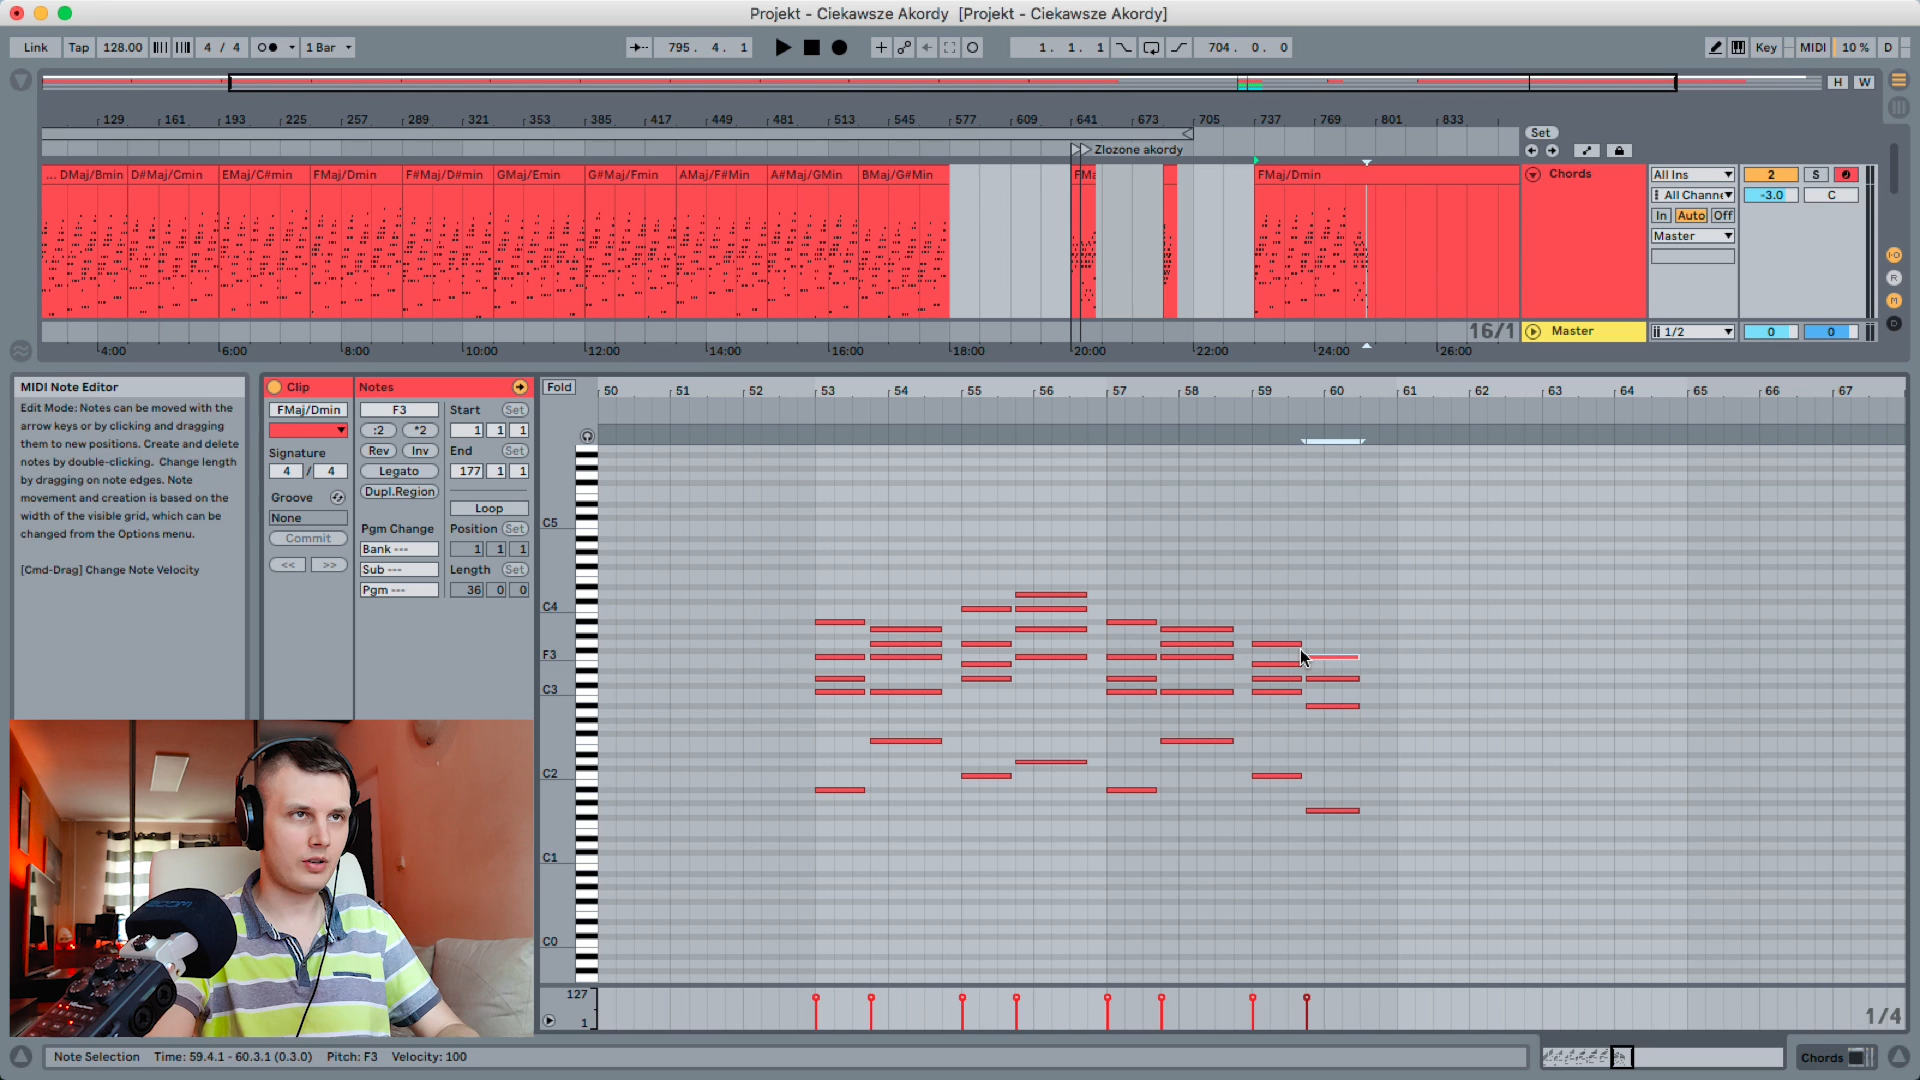 Projekt - Ciekawsze Akordy  [Projekt - Ciekawsze Akordy]
Link Tap 128.00 4 / 4 1 Bar 795. 4. 1 1. 1. 1 704. 0. 0 Key MIDI 10 % D
H W
129 161 193 225 257 289 321 353 385 417 449 481 513 545 577 609 641 673 705 737 769 801 833
Set
Zlozone akordy
... DMaj/Bmin D#Maj/Cmin EMaj/C#min FMaj/Dmin F#Maj/D#min GMaj/Emin G#Maj/Fmin AMaj/F#Min A#Maj/GMin BMaj/G#Min FMa FMaj/Dmin
Chords All Ins 2 S
All Channe -3.0 C
In Auto Off
Master
I-O
R
M
D
16/1 Master 1/2 0 0
4:00 6:00 8:00 10:00 12:00 14:00 16:00 18:00 20:00 22:00 24:00 26:00
MIDI Note Editor
Edit Mode: Notes can be moved with the
arrow keys or by clicking and dragging
them to new positions. Create and delete
notes by double-clicking.  Change length
by dragging on note edges. Note
movement and creation is based on the
width of the visible grid, which can be
changed from the Options menu.
[Cmd-Drag] Change Note Velocity
Clip
FMaj/Dmin
Signature
4 / 4
Groove
None
Commit
<< >>
Notes
F3
:2 *2
Rev Inv
Legato
Dupl.Region
Pgm Change
Bank ---
Sub ---
Pgm ---
Start Set
1 1 1
End Set
177 1 1
Loop
Position Set
1 1 1
Length Set
36 0 0
Fold
50 51 52 53 54 55 56 57 58 59 60 61 62 63 64 65 66 67
C5
C4
F3
C3
C2
C1
C0
127
1
1/4
ZOOM
Note Selection Time: 59.4.1 - 60.3.1 (0.3.0) Pitch: F3 Velocity: 100
Chords